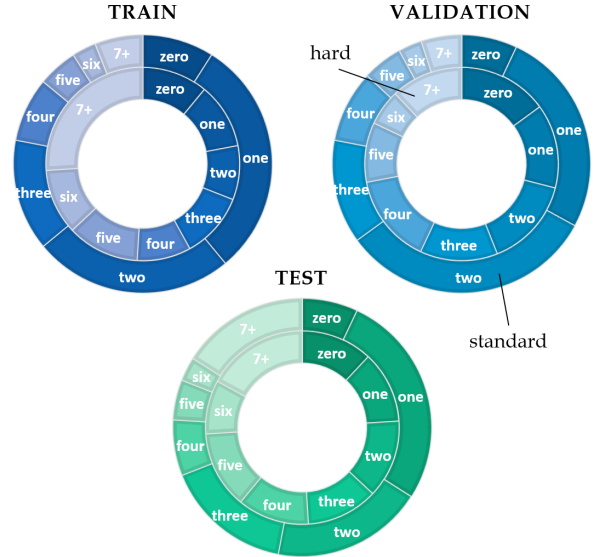 TRAIN
VALIDATION
7+
zero
six
five
7+
zero
four
one
one
two
three
six
three
five
four
two
hard
7+
zero
six
five
7+
zero
four
six
one
one
five
three
four
two
three
two
standard
TEST
7+
zero
7+
zero
six
five
six
one
one
four
two
five
three
four
three
two